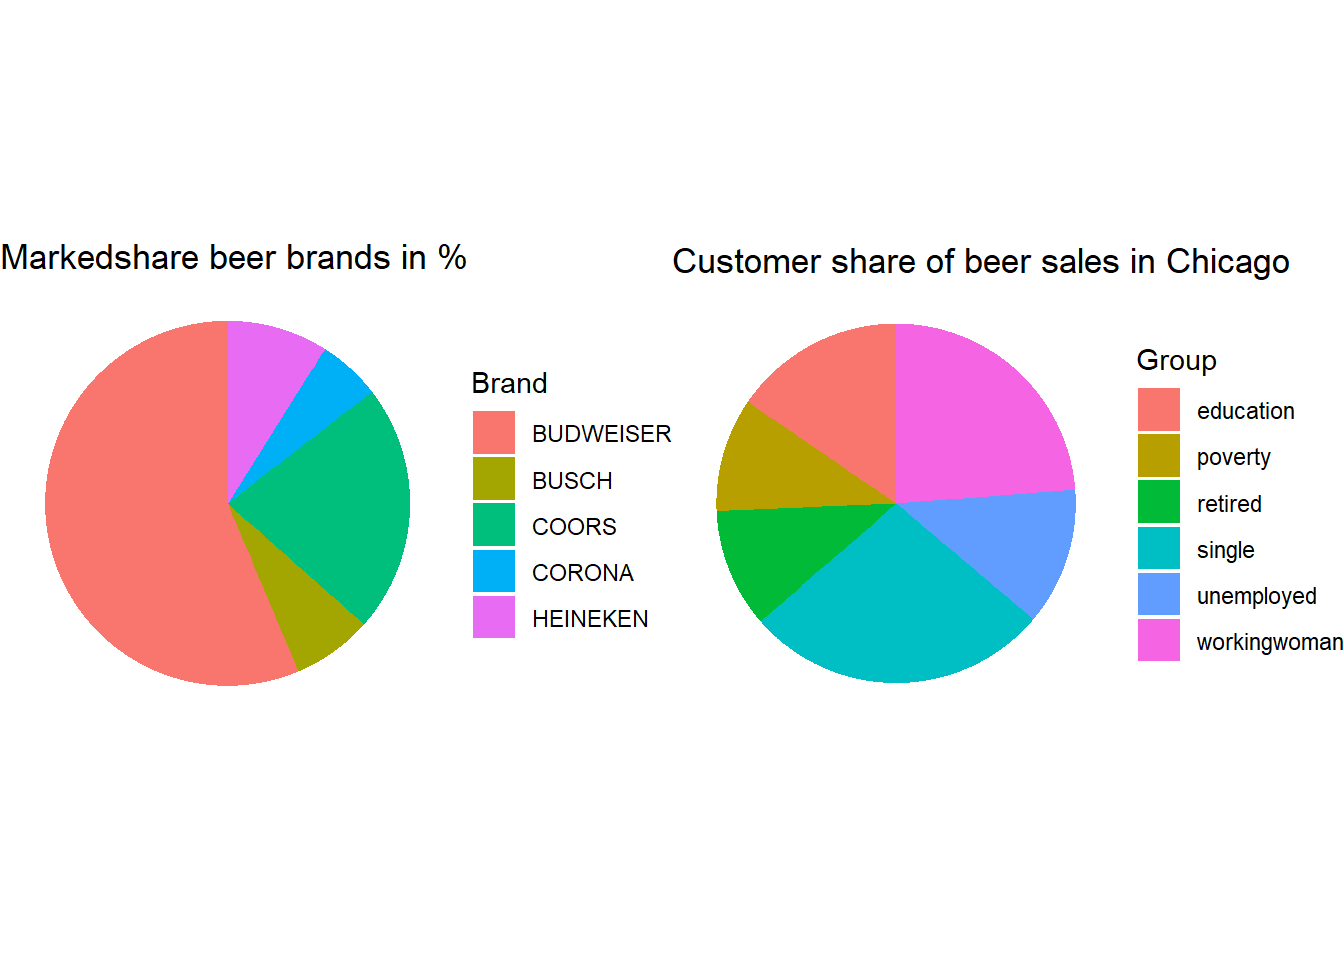 Markedshare beer brands in %
Brand
BUDWEISER
BUSCH
COORS
CORONA
HEINEKEN
Customer share of beer sales in Chicago
Group
education
poverty
retired
single
unemployed
workingwoman